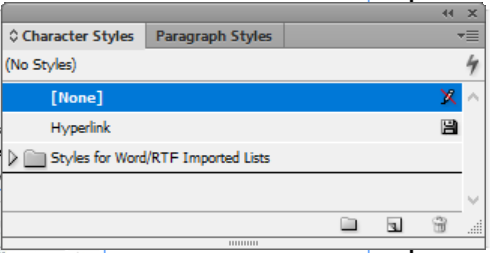 Character Styles Paragraph Styles
(No Styles)
[None]
Hyperlink
Styles for Word/RTF Imported Lists